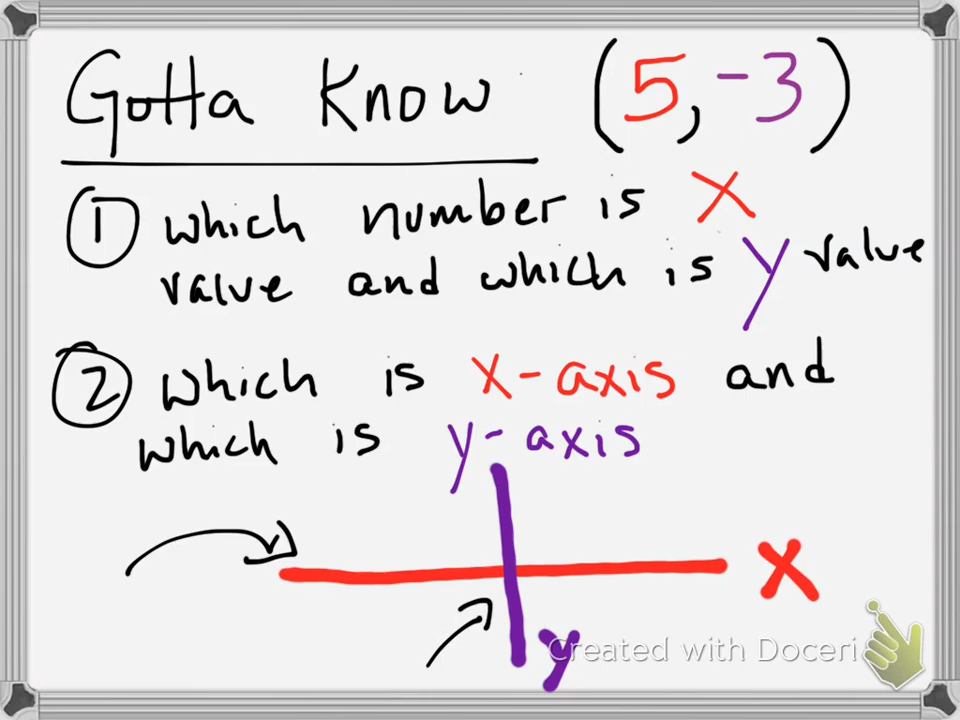 Gotta Know (5, -3)
① which number is X
value and which is y value
② which is x-axis and
which is y-axis
X
y
Created with Doceri